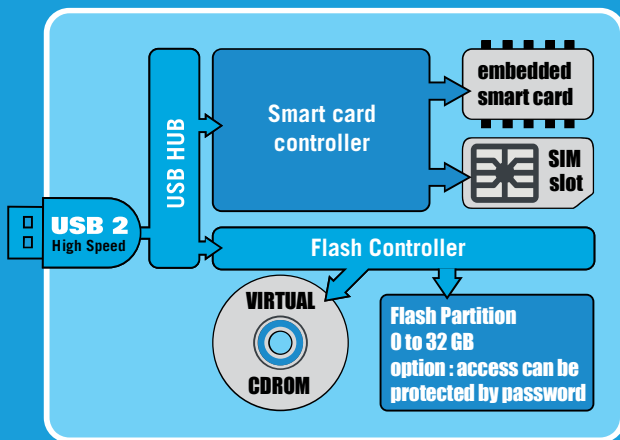 USB 2
High Speed
USB HUB
Smart card
controller
embedded
smart card
SIM
slot
Flash Controller
VIRTUAL
CDROM
Flash Partition
0 to 32 GB
option : access can be
protected by password